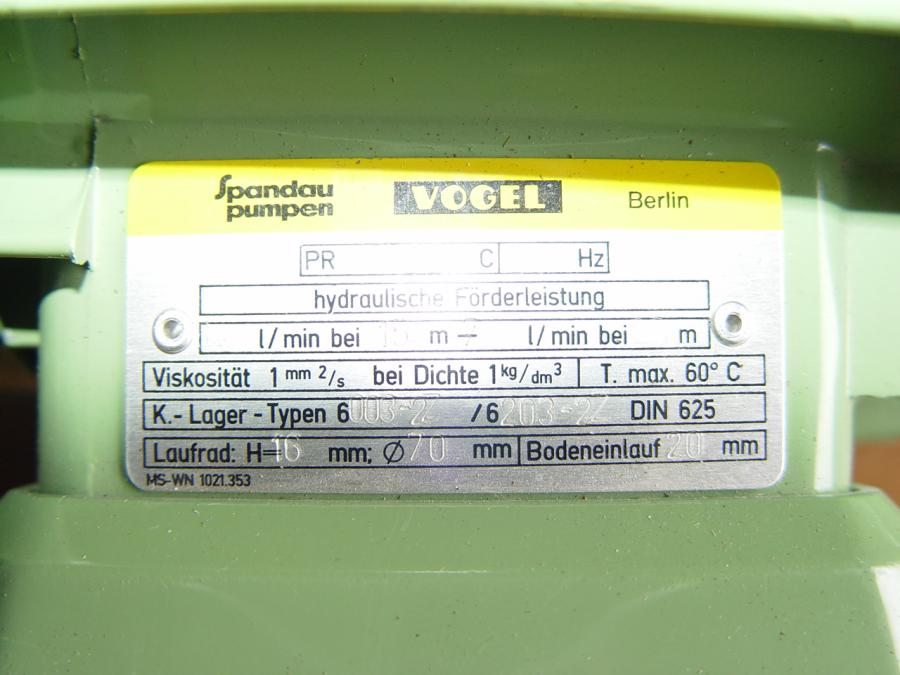 Spandau pumpen VOGEL Berlin
PR C Hz
hydraulische Förderleistung
l/min bei m l/min bei m
Viskosität 1 mm²/s bei Dichte 1 kg/dm³ T. max. 60° C
K.- Lager - Typen 6003-2Z /6203-2Z DIN 625
Laufrad: H=16 mm; Ø70 mm Bodeneinlauf 20 mm
MS-WN 1021.353